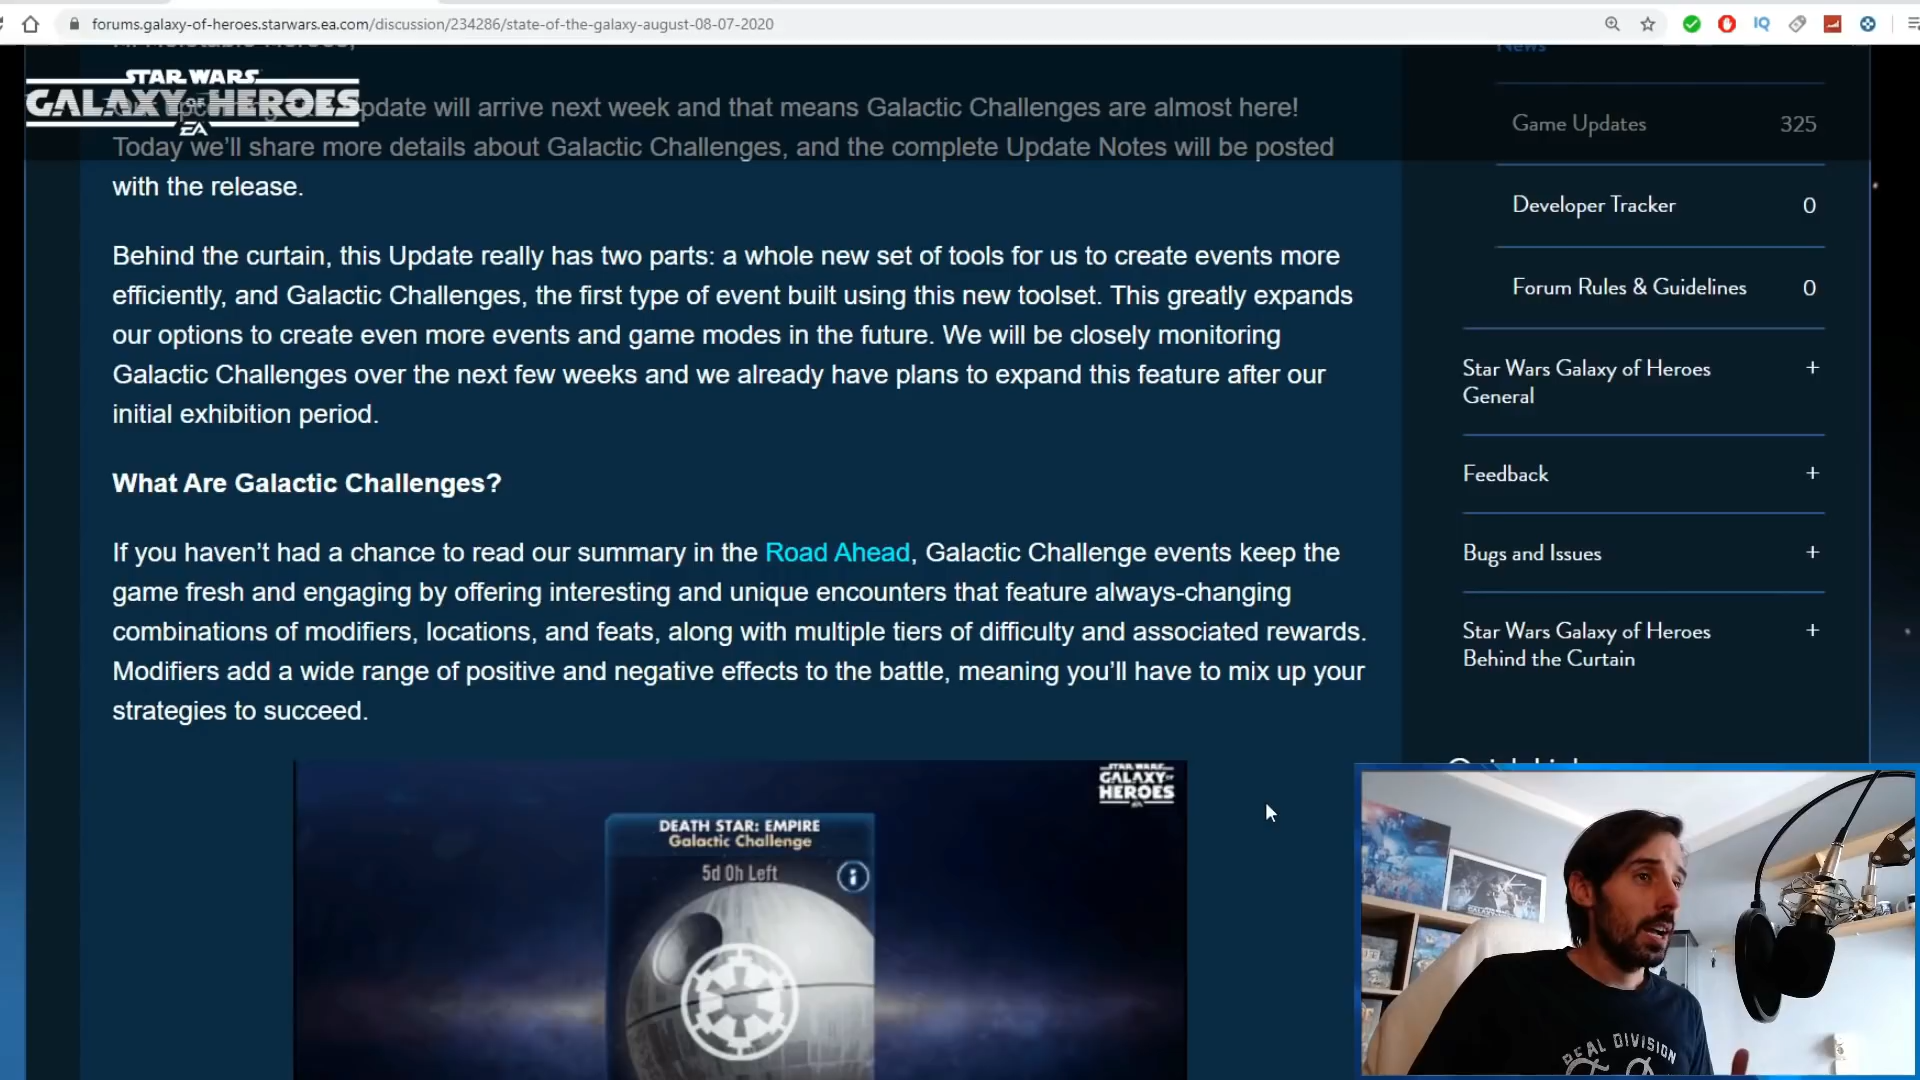 forums.galaxy-of-heroes.starwars.ea.com/discussion/234286/state-of-the-galaxy-august-08-07-2020
STAR WARS
GALAXY OF HEROES
EA
update will arrive next week and that means Galactic Challenges are almost here!
Today we'll share more details about Galactic Challenges, and the complete Update Notes will be posted
with the release.
Behind the curtain, this Update really has two parts: a whole new set of tools for us to create events more
efficiently, and Galactic Challenges, the first type of event built using this new toolset. This greatly expands
our options to create even more events and game modes in the future. We will be closely monitoring
Galactic Challenges over the next few weeks and we already have plans to expand this feature after our
initial exhibition period.
What Are Galactic Challenges?
If you haven't had a chance to read our summary in the Road Ahead, Galactic Challenge events keep the
game fresh and engaging by offering interesting and unique encounters that feature always-changing
combinations of modifiers, locations, and feats, along with multiple tiers of difficulty and associated rewards.
Modifiers add a wide range of positive and negative effects to the battle, meaning you'll have to mix up your
strategies to succeed.
STAR WARS
GALAXY OF
HEROES
DEATH STAR: EMPIRE
Galactic Challenge
5d 0h Left
News
Game Updates 325
Developer Tracker 0
Forum Rules & Guidelines 0
Star Wars Galaxy of Heroes +
General
Feedback +
Bugs and Issues +
Star Wars Galaxy of Heroes +
Behind the Curtain
DIVISION